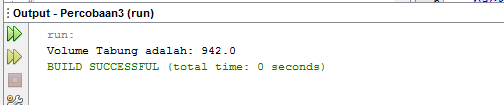 Output - Percobaan3 (run)
run:
Volume Tabung adalah: 942.0
BUILD SUCCESSFUL (total time: 0 seconds)